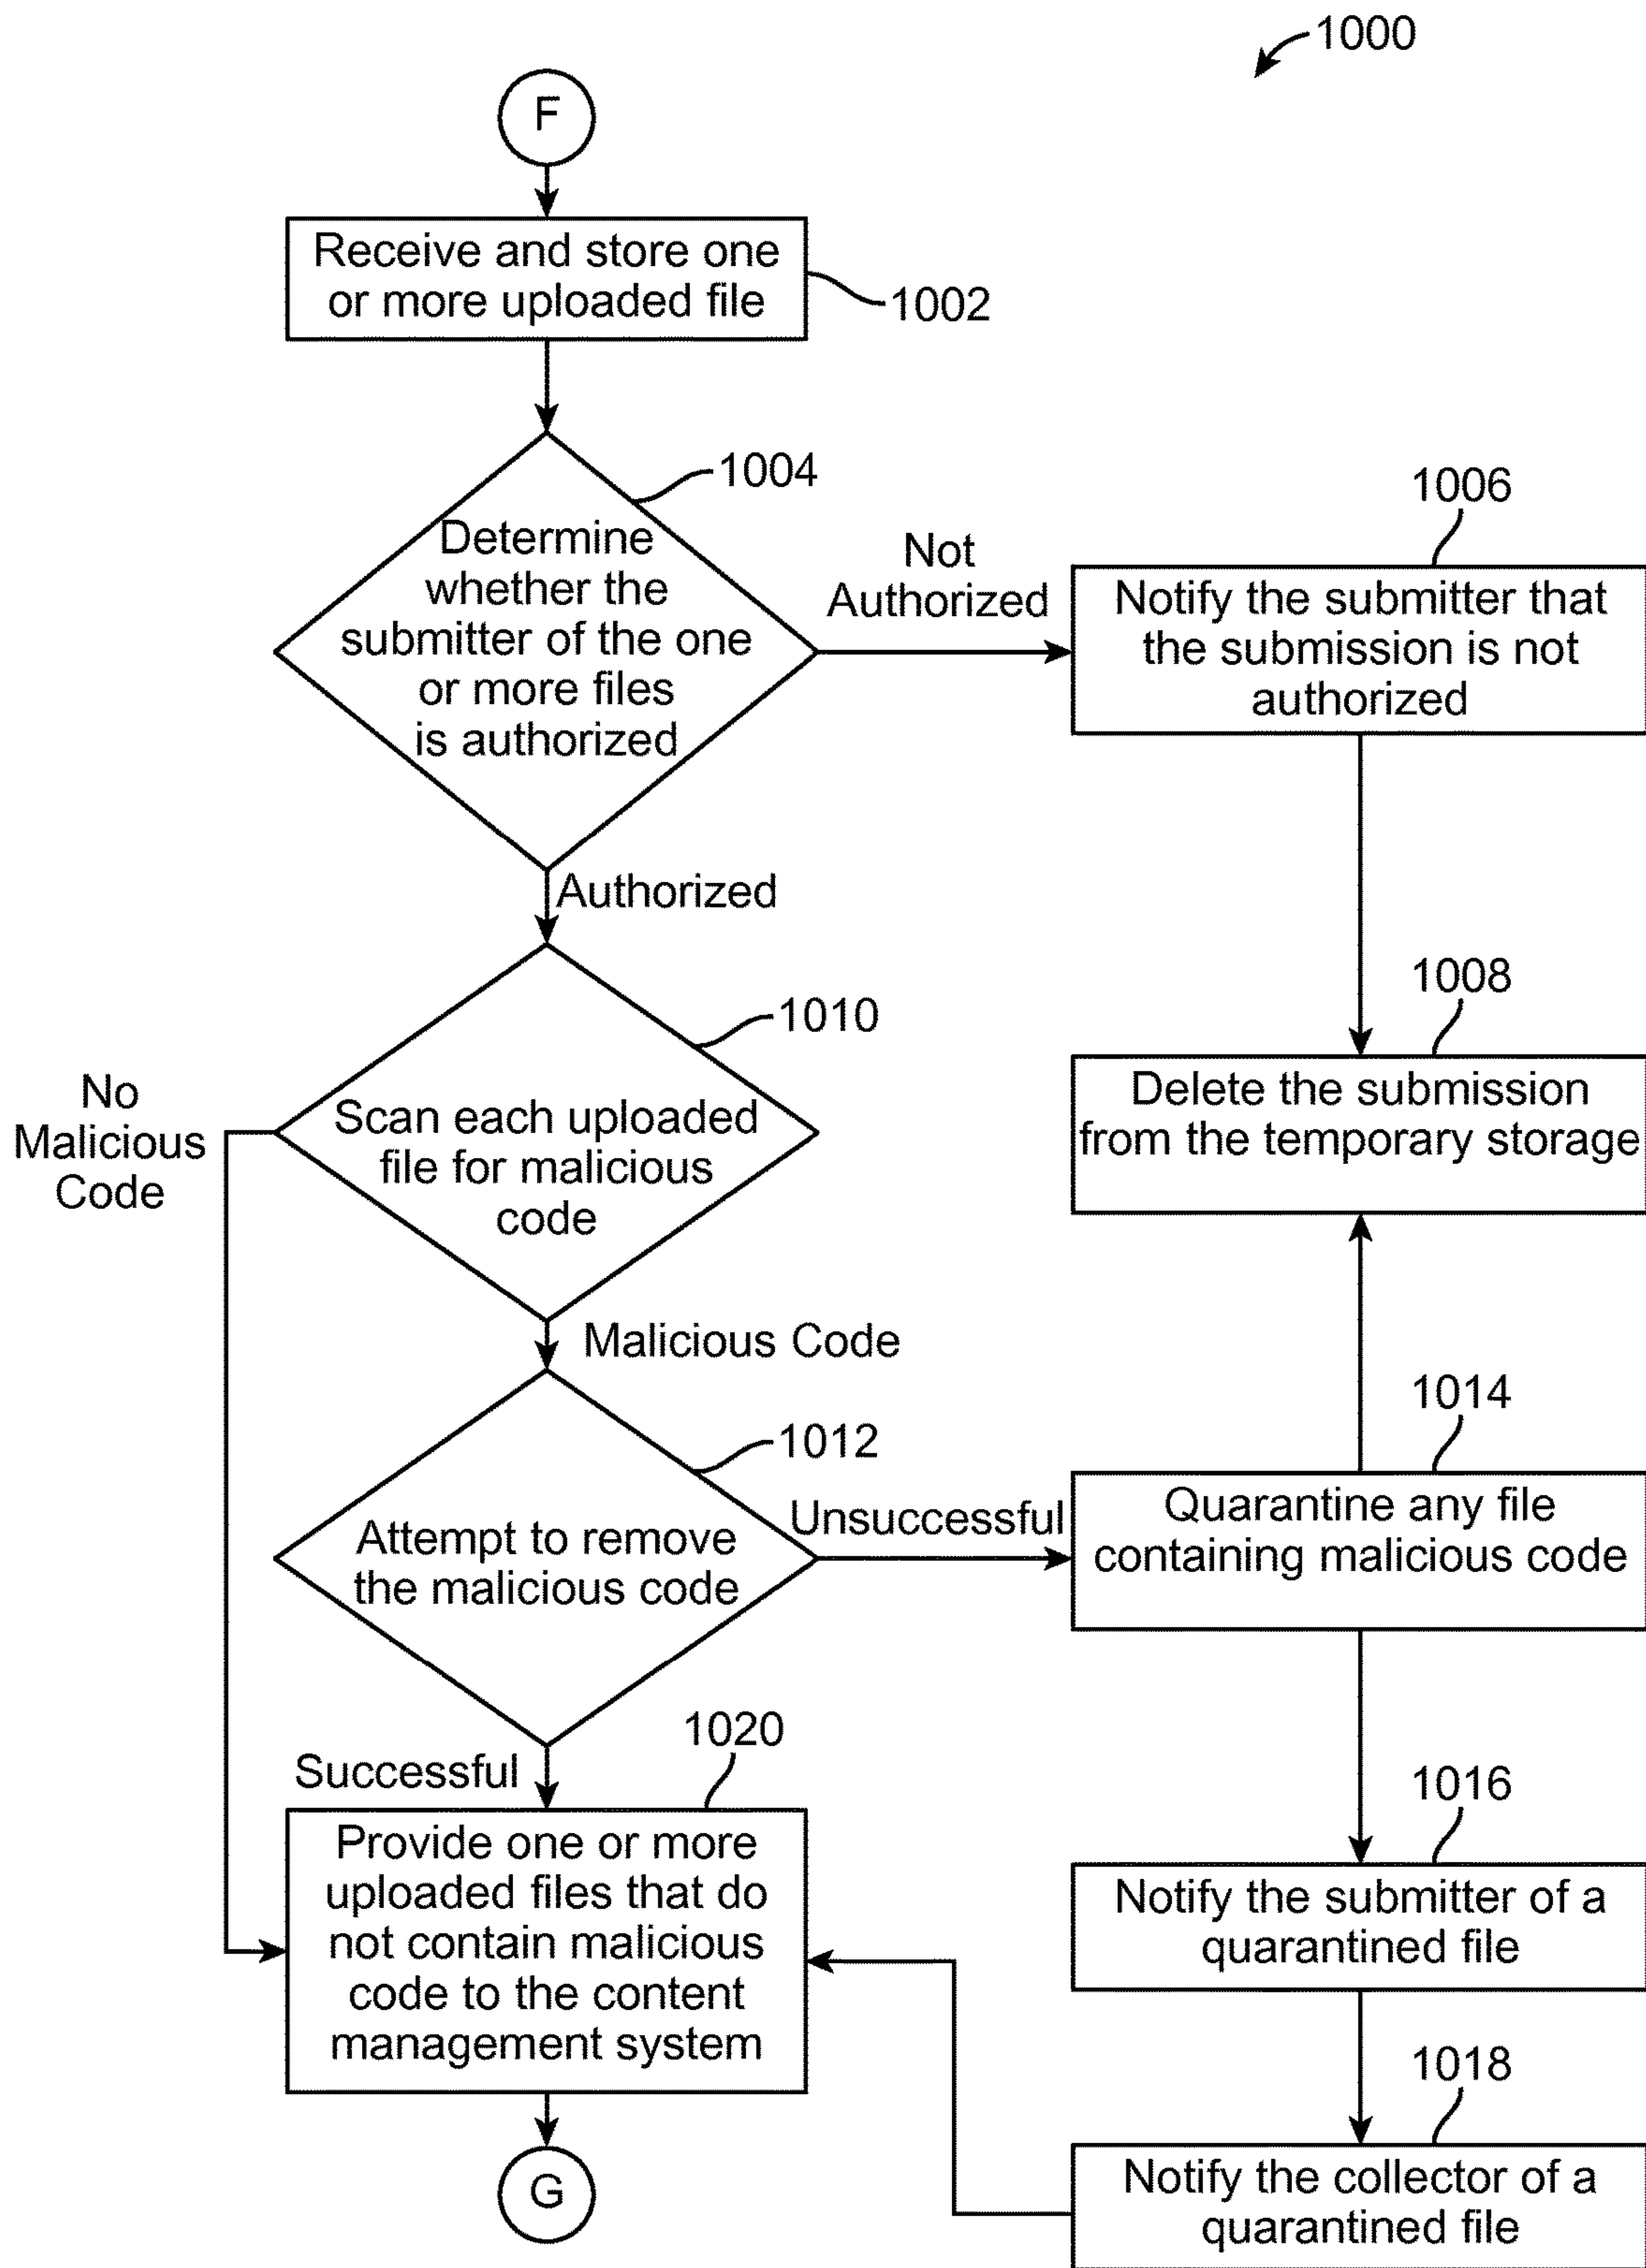 1000
F
Receive and store one
or more uploaded file
1002
1004
Determine
whether the
submitter of the one
or more files
is authorized
Not
Authorized
1006
Notify the submitter that
the submission is not
authorized
Authorized
1008
Delete the submission
from the temporary storage
1010
Scan each uploaded
file for malicious
code
No
Malicious
Code
Malicious Code
1012
Attempt to remove
the malicious code
Unsuccessful
1014
Quarantine any file
containing malicious code
Successful
1020
Provide one or more
uploaded files that do
not contain malicious
code to the content
management system
1016
Notify the submitter of a
quarantined file
1018
Notify the collector of a
quarantined file
G